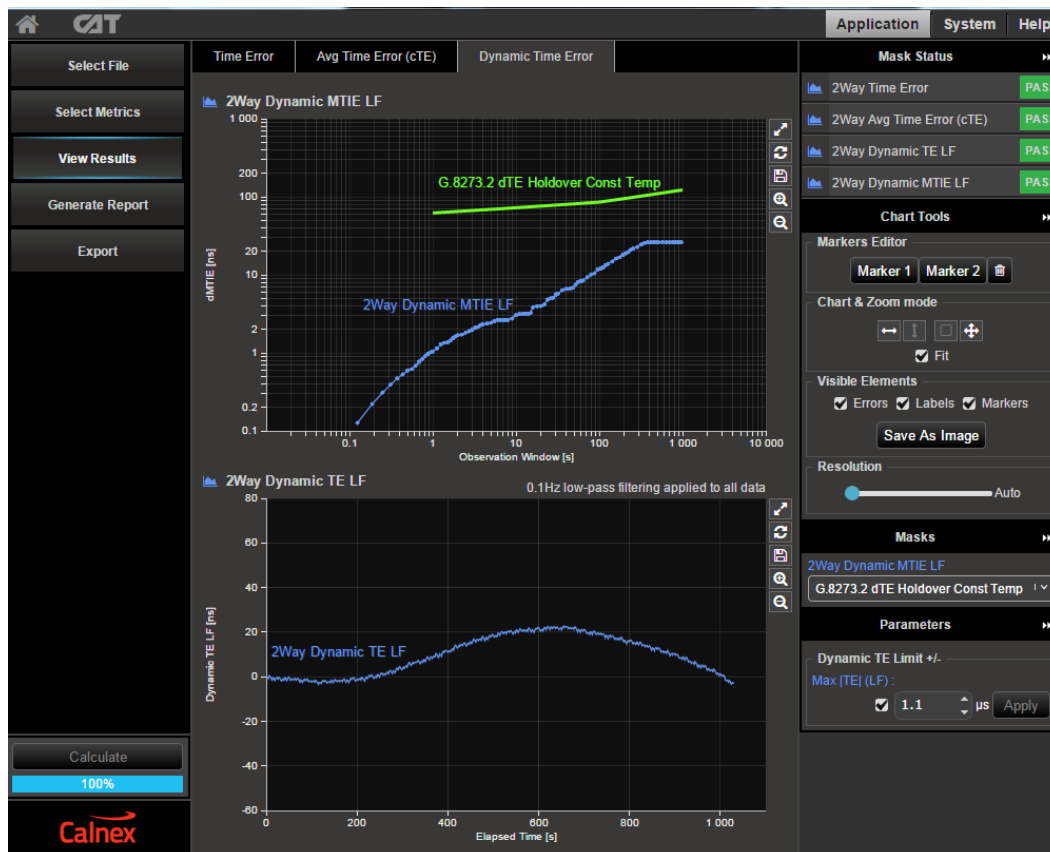 CAT
Application
System
Help
Select File
Select Metrics
View Results
Generate Report
Export
Calculate
100%
Calnex
Time Error
Avg Time Error (cTE)
Dynamic Time Error
2Way Dynamic MTIE LF
1 000
200
100
20
10
2
1
0.2
0.1
dMTIE [ns]
G.8273.2 dTE Holdover Const Temp
2Way Dynamic MTIE LF
0.1
1
10
100
1 000
10 000
Observation Window [s]
2Way Dynamic TE LF
0.1Hz low-pass filtering applied to all data
80
60
40
20
0
-20
-40
-60
Dynamic TE LF [ns]
2Way Dynamic TE LF
0
200
400
600
800
1 000
Elapsed Time [s]
Mask Status
2Way Time Error
PAS
2Way Avg Time Error (cTE)
PAS
2Way Dynamic TE LF
PAS
2Way Dynamic MTIE LF
PAS
Chart Tools
Markers Editor
Marker 1
Marker 2
Chart & Zoom mode
Fit
Visible Elements
Errors
Labels
Markers
Save As Image
Resolution
Auto
Masks
2Way Dynamic MTIE LF
G.8273.2 dTE Holdover Const Temp
Parameters
Dynamic TE Limit +/-
Max |TE| (LF) :
1.1
µs
Apply